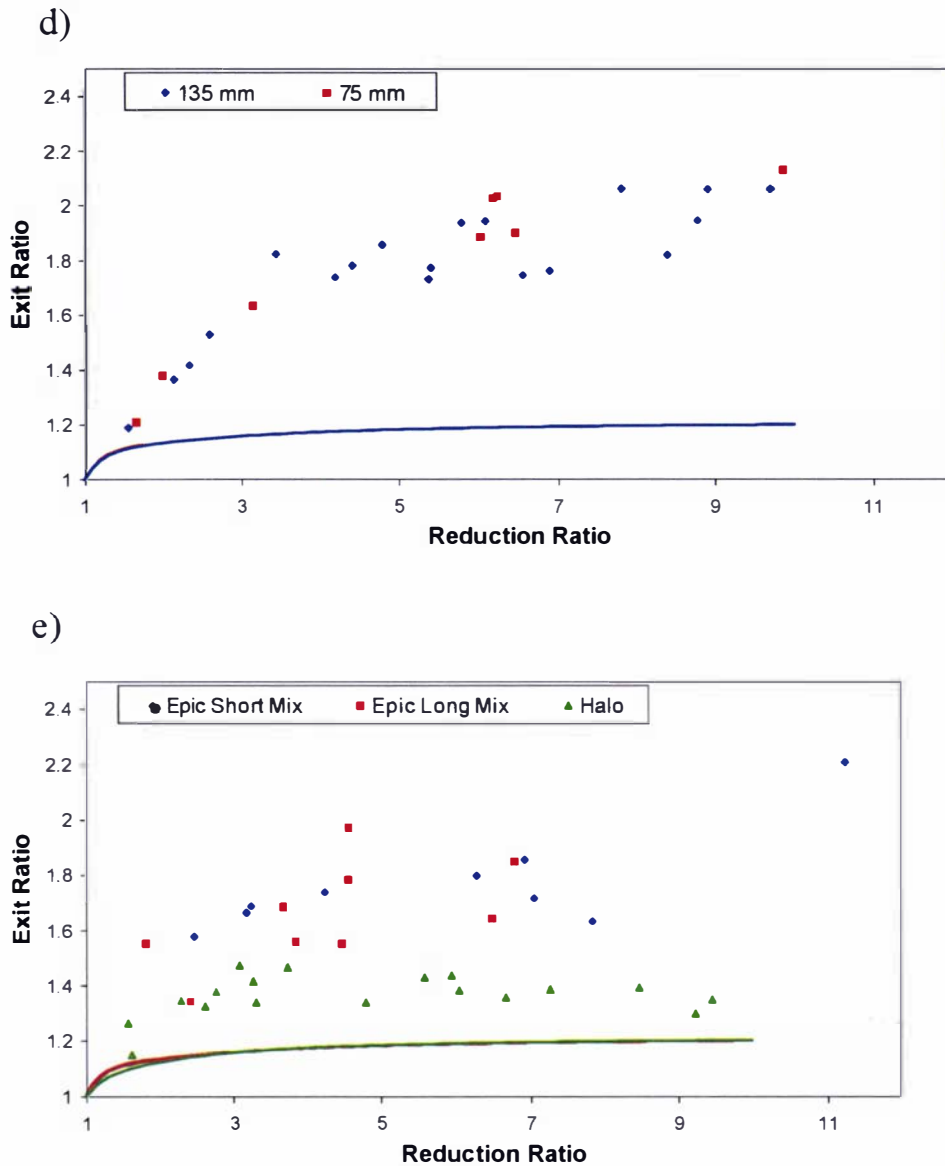 d)
135 mm 75 mm
2.4
2.2
2
1.8
1.6
1.4
1.2
1
Exit Ratio
1 3 5 7 9 11
Reduction Ratio
e)
Epic Short Mix Epic Long Mix Halo
2.4
2.2
2
1.8
1.6
1.4
1.2
1
Exit Ratio
1 3 5 7 9 11
Reduction Ratio